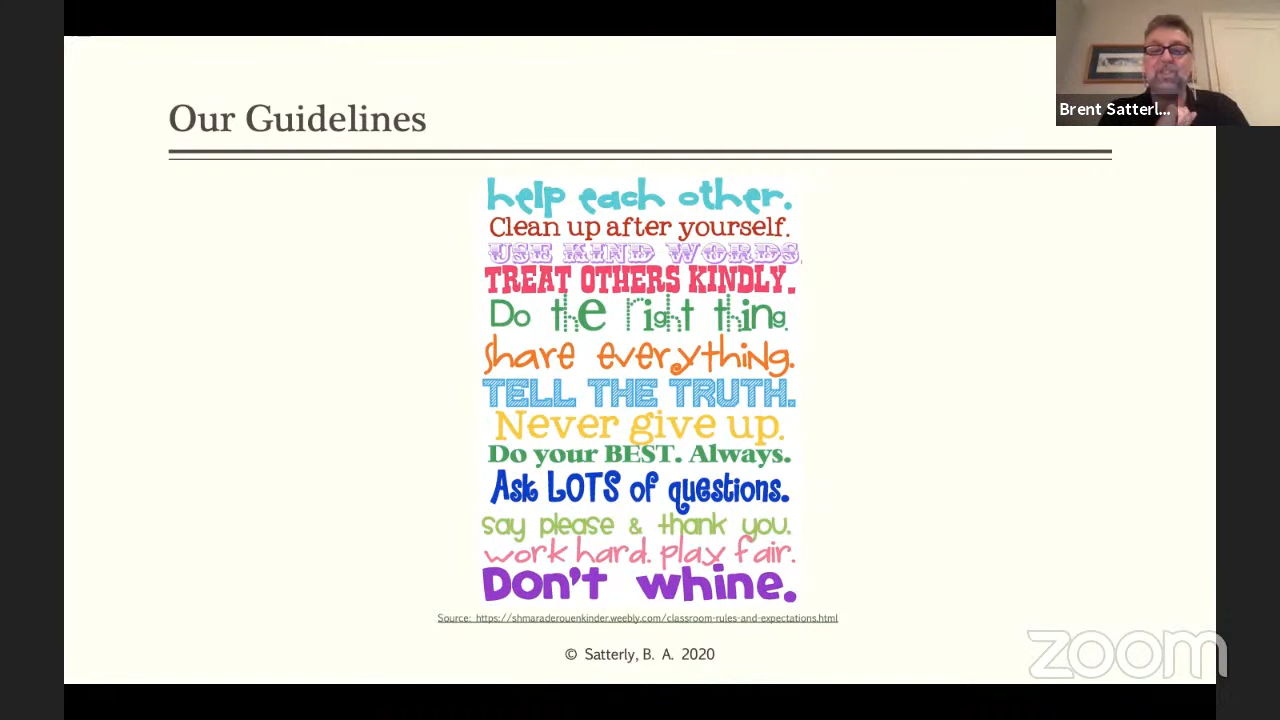 Our Guidelines
Brent Satterl...
help each other.
Clean up after yourself.
USE KIND WORDS.
TREAT OTHERS KINDLY.
Do the right thing.
Share everything.
TELL THE TRUTH.
Never give up.
Do your BEST. Always.
Ask LOTS of questions.
say please & thank you.
work hard. play fair.
Don't whine.
Source: https://shmaraderouenkinder.weebly.com/classroom-rules-and-expectations.html
© Satterly, B. A. 2020
zoom